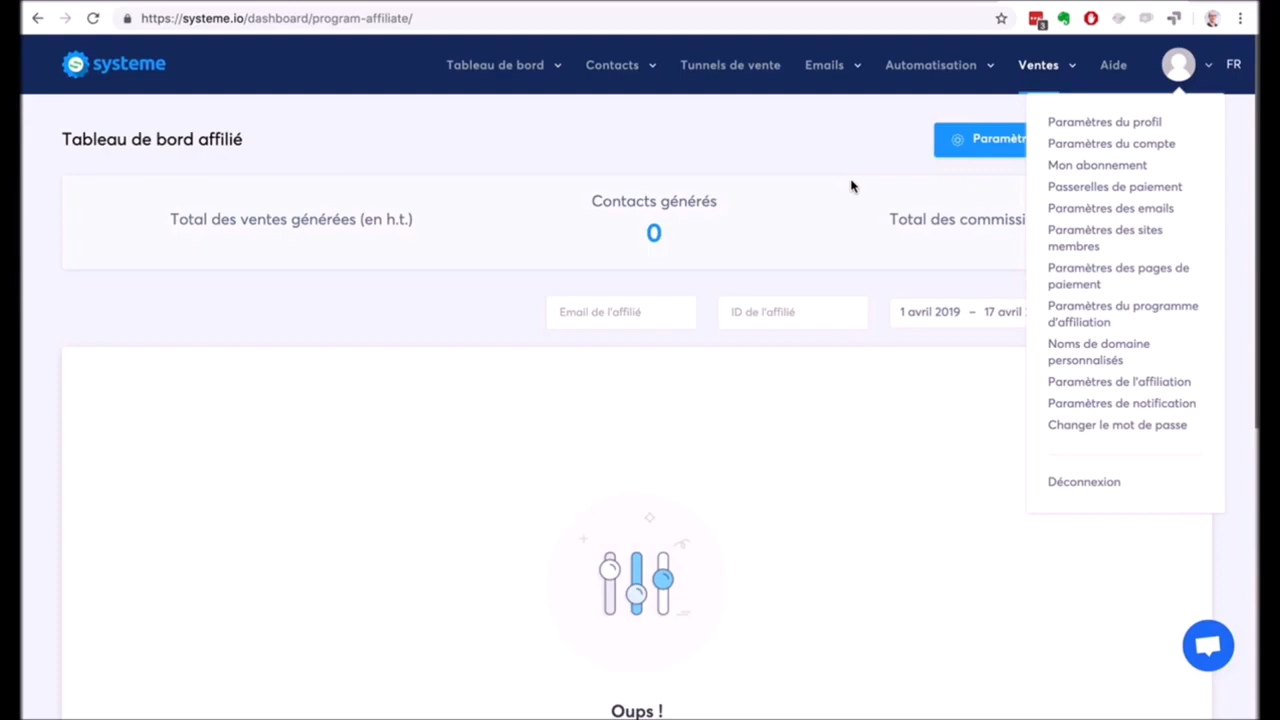 https://systeme.io/dashboard/program-affiliate/
3
systeme
Tableau de bord
Contacts
Tunnels de vente
Emails
Automatisation
Ventes
Aide
FR
Paramètres du profil
Paramètres du compte
Mon abonnement
Passerelles de paiement
Paramètres des emails
Paramètres des sites
membres
Paramètres des pages de
paiement
Paramètres du programme
d'affiliation
Noms de domaine
personnalisés
Paramètres de l'affiliation
Paramètres de notification
Changer le mot de passe
Déconnexion
Tableau de bord affilié
Paramètr
Total des ventes générées (en h.t.)
Contacts générés
0
Total des commissi
Email de l'affilié
ID de l'affilié
1 avril 2019 – 17 avril
Oups !